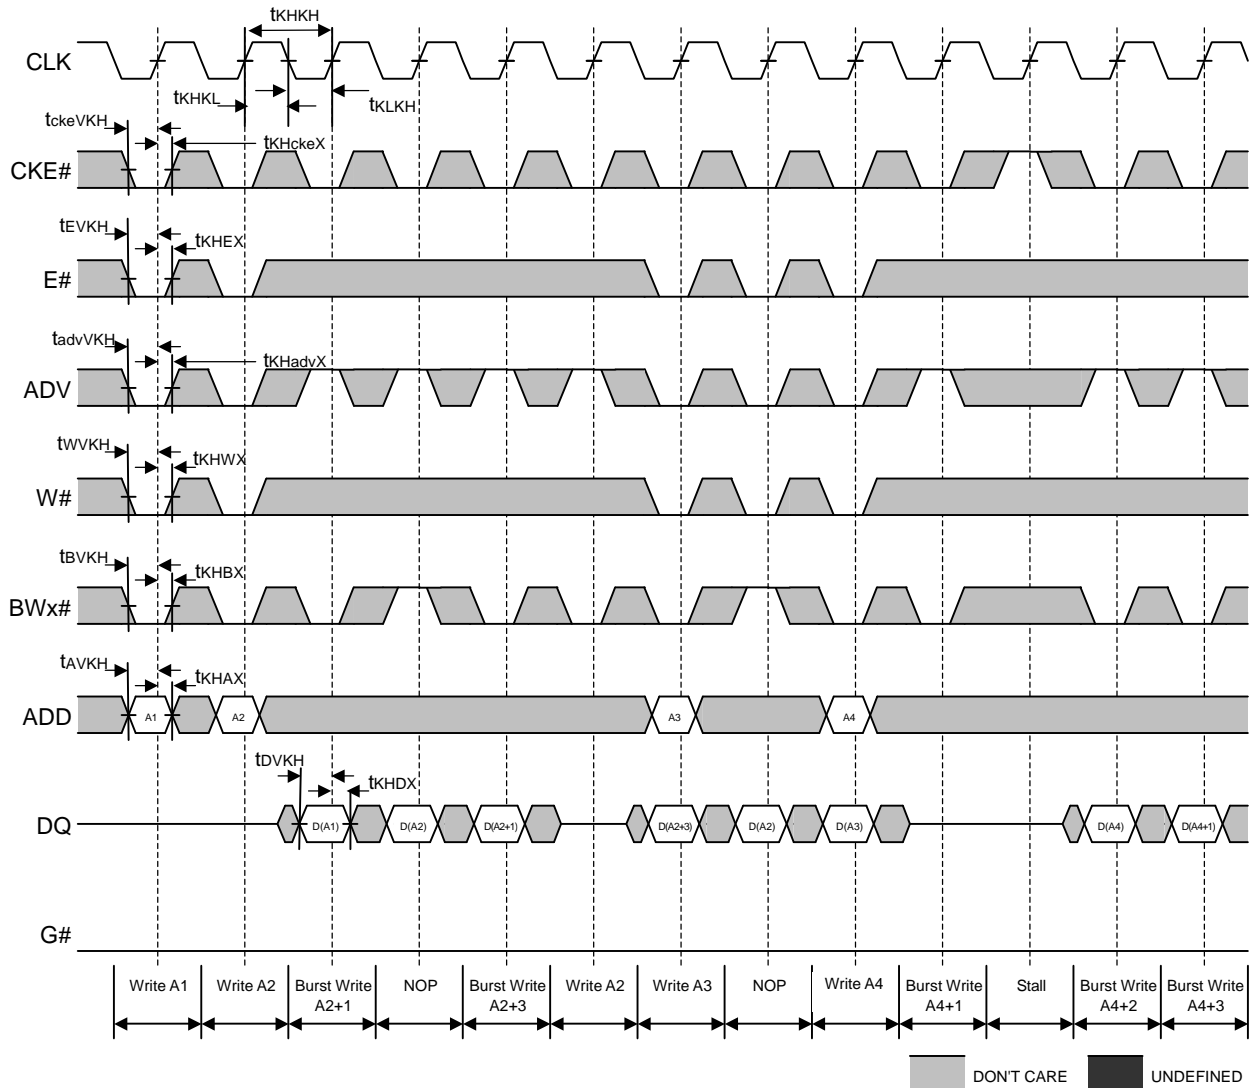 tKHKH
CLK
tKHKL
tKLKH
tckeVKH
tKHckeX
CKE#
tEVKH
tKHEX
E#
tadvVKH
tKHadvX
ADV
tWVKH
tKHWX
W#
tBVKH
tKHBX
BWx#
tAVKH
tKHAX
ADD
A1
A2
A3
A4
tDVKH
tKHDX
DQ
D(A1)
D(A2)
D(A2+1)
D(A2+3)
D(A2)
D(A3)
D(A4)
D(A4+1)
G#
Write A1
Write A2
Burst Write
A2+1
NOP
Burst Write
A2+3
Write A2
Write A3
NOP
Write A4
Burst Write
A4+1
Stall
Burst Write
A4+2
Burst Write
A4+3
DON'T CARE
UNDEFINED